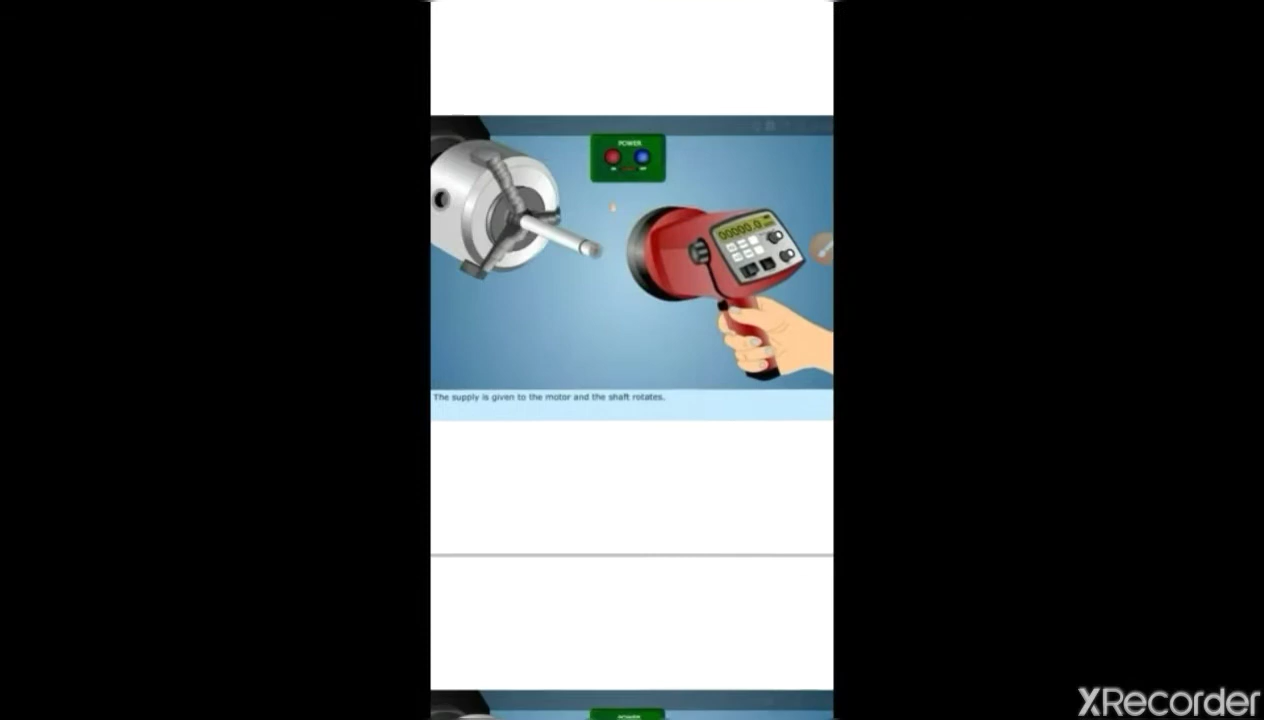 POWER
00000.0
The supply is given to the motor and the shaft rotates.
XRecorder